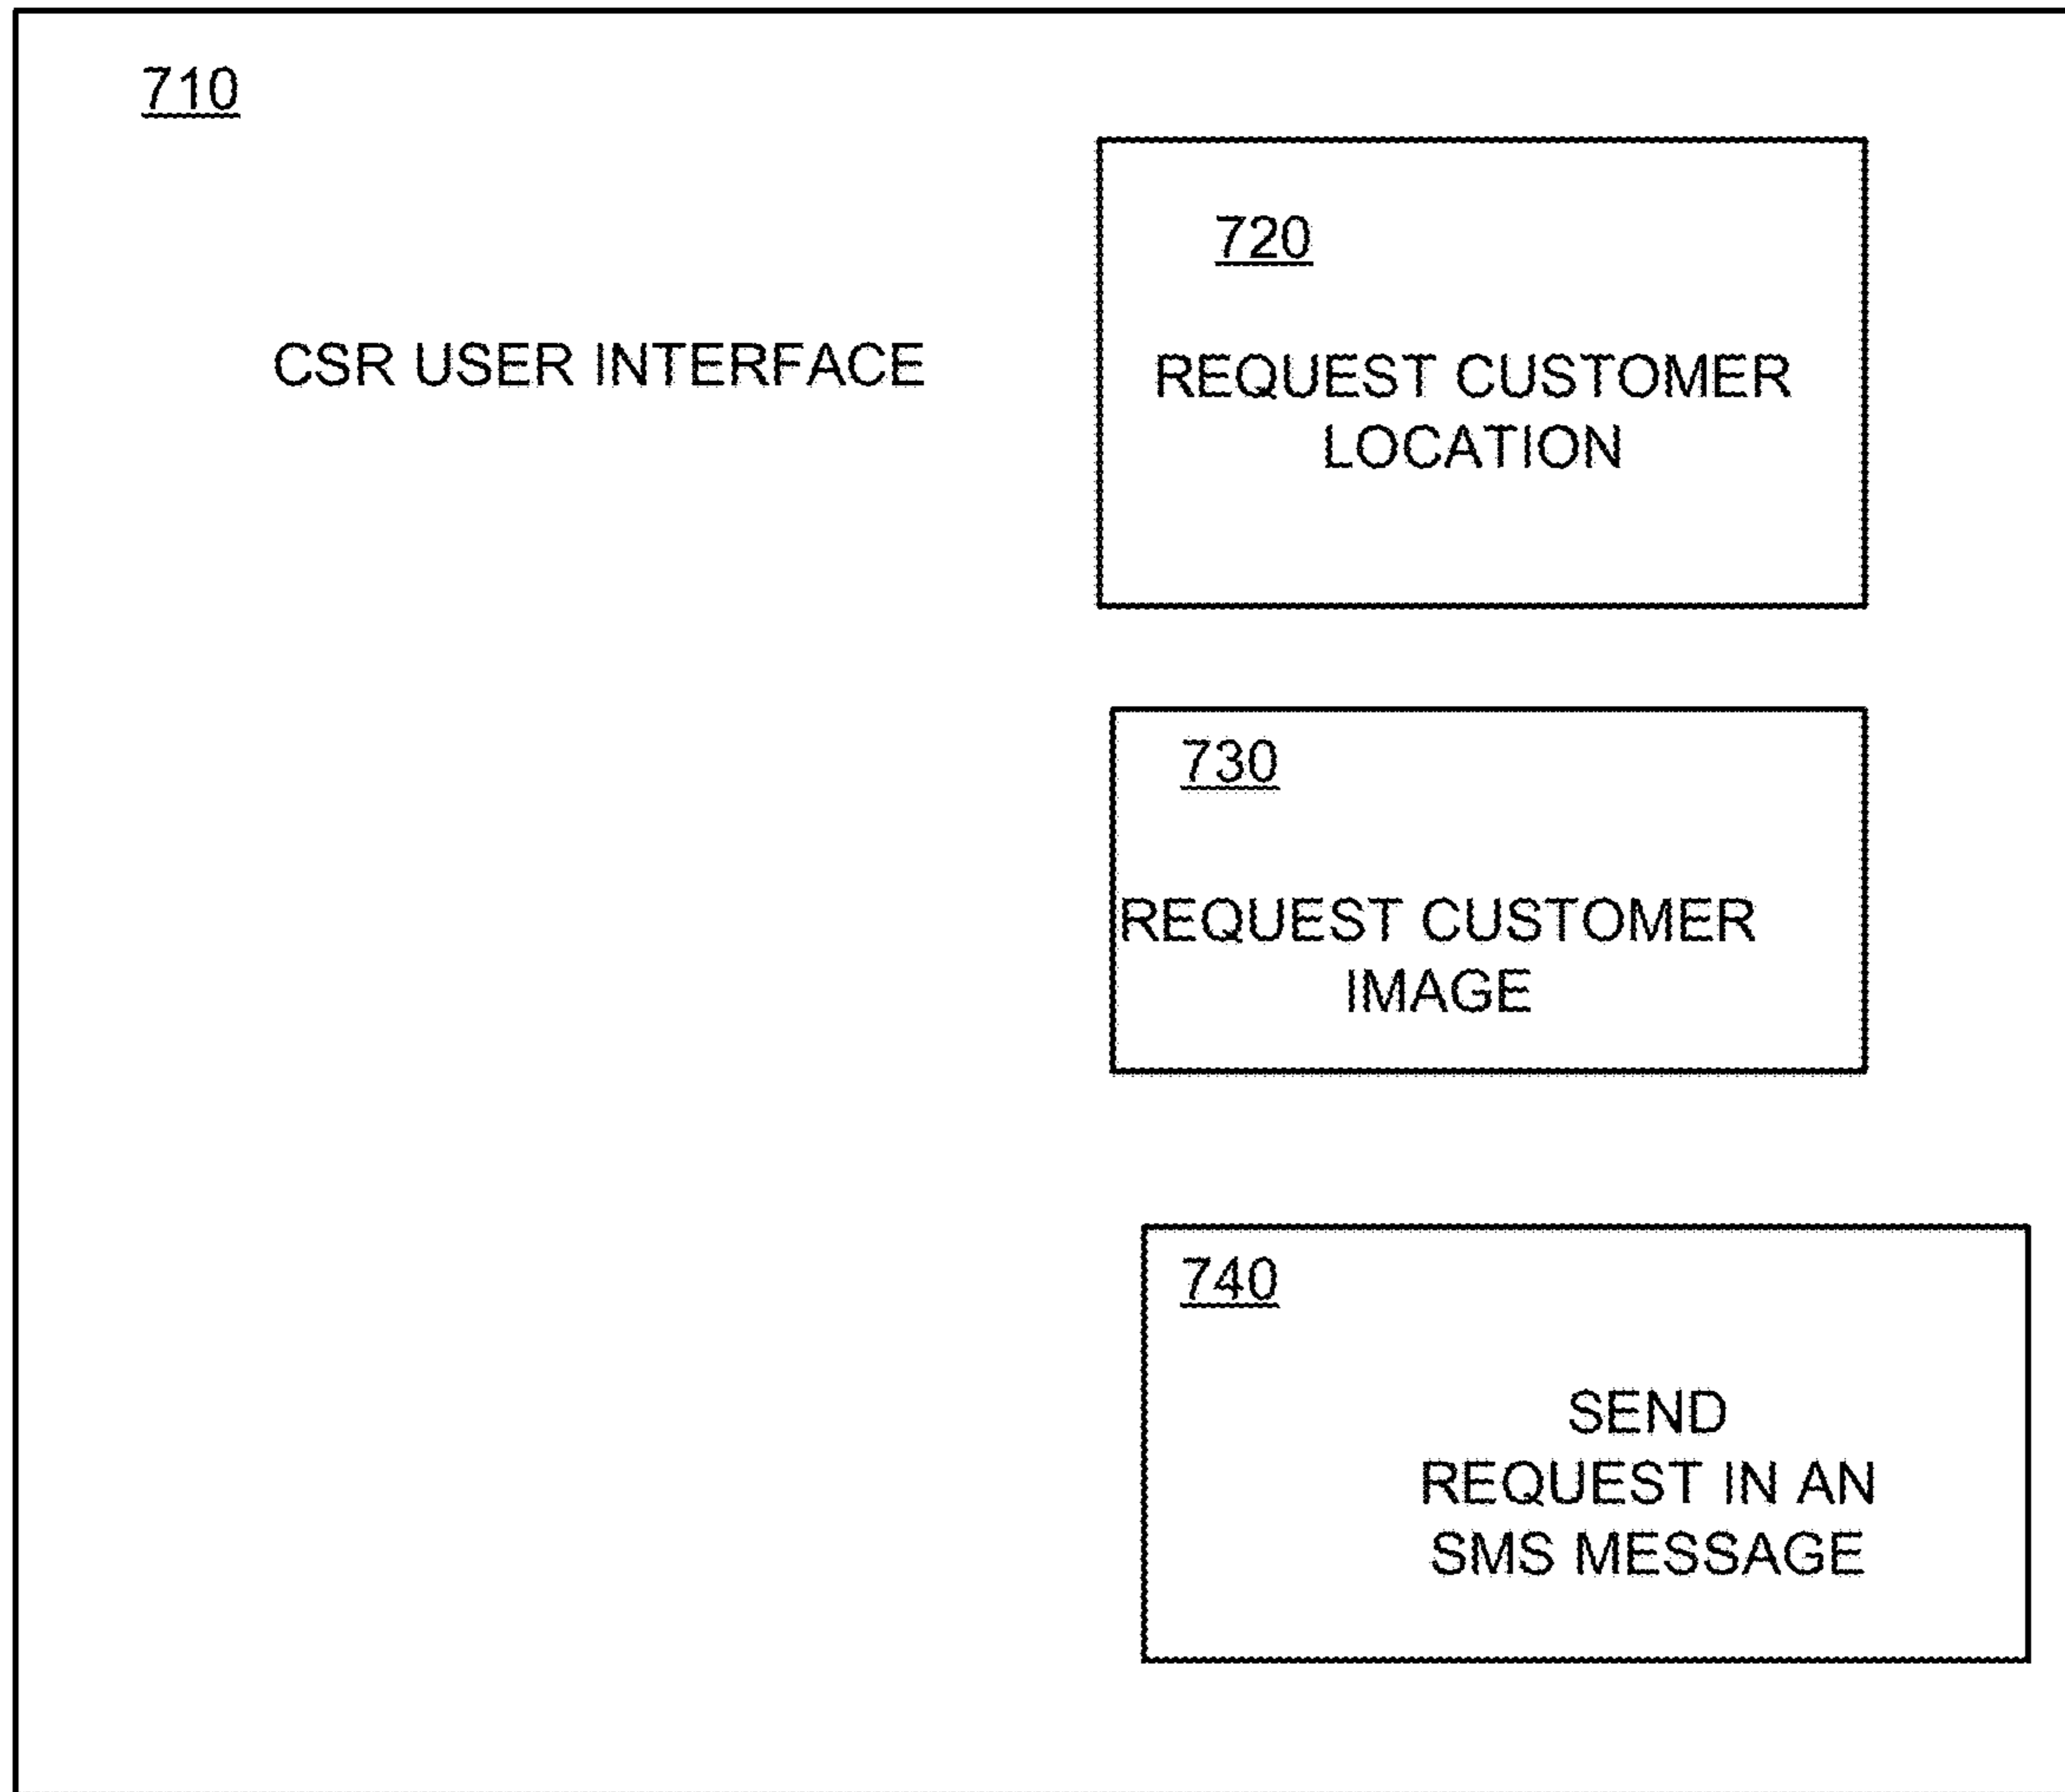 710
CSR USER INTERFACE
720
REQUEST CUSTOMER
LOCATION
730
REQUEST CUSTOMER
IMAGE
740
SEND
REQUEST IN AN
SMS MESSAGE